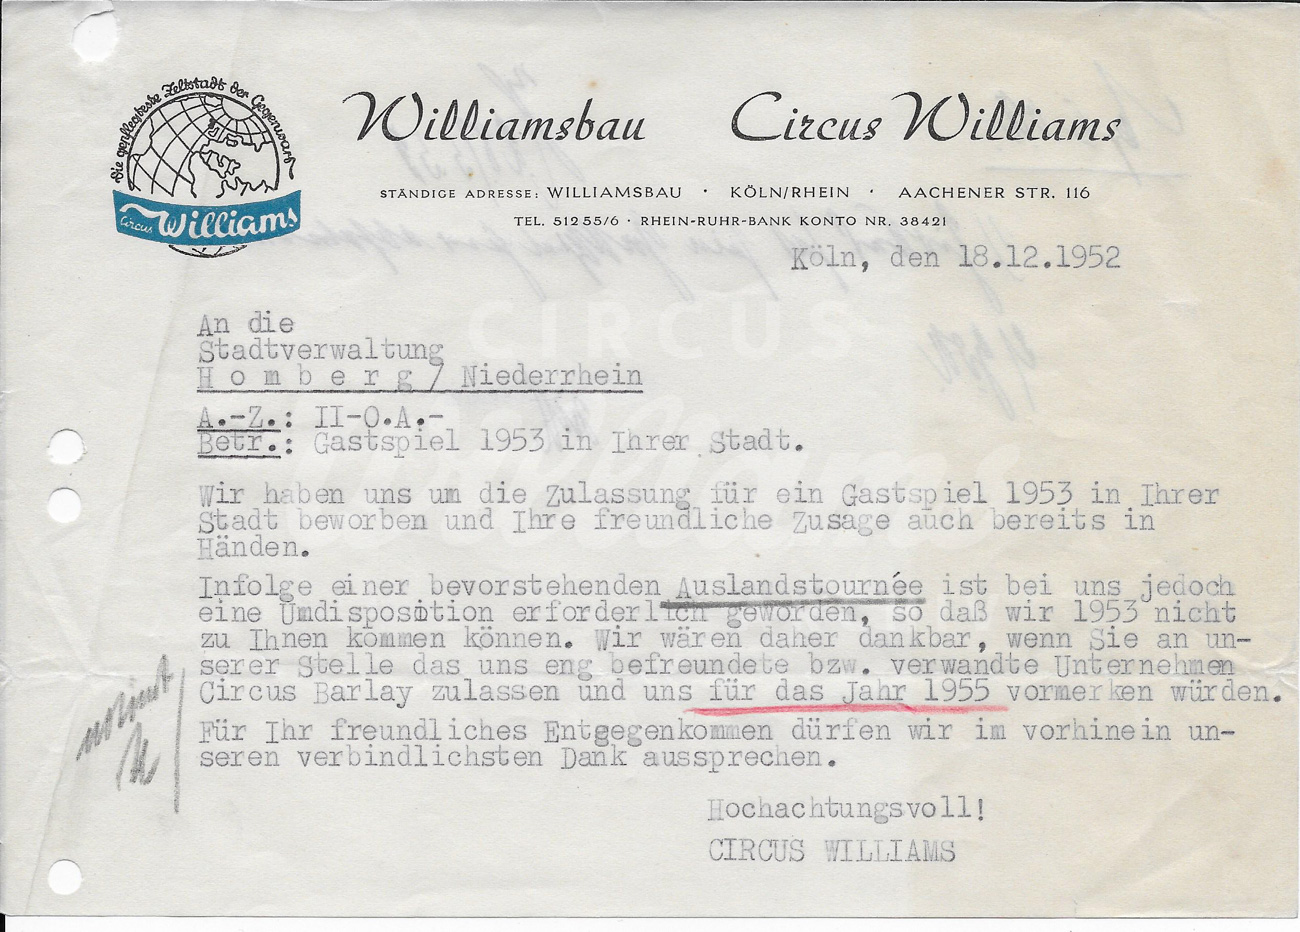 Die gepflegteste Zeltstadt der Gegenwart
Circus Williams
Williamsbau Circus Williams
STÄNDIGE ADRESSE: WILLIAMSBAU · KÖLN/RHEIN · AACHENER STR. 116
TEL. 51255/6 · RHEIN-RUHR-BANK KONTO NR. 38421
Köln, den 18.12.1952
CIRCUS
Williams
An die
Stadtverwaltung
H o m b e r g / Niederrhein
A.-Z.: II-O.A.-
Betr.: Gastspiel 1953 in Ihrer Stadt.
Wir haben uns um die Zulassung für ein Gastspiel 1953 in Ihrer
Stadt beworben und Ihre freundliche Zusage auch bereits in
Händen.
Infolge einer bevorstehenden Auslandstournée ist bei uns jedoch
eine Umdisposition erforderlich geworden, so daß wir 1953 nicht
zu Ihnen kommen können. Wir wären daher dankbar, wenn Sie an un-
serer Stelle das uns eng befreundete bzw. verwandte Unternehmen
Circus Barlay zulassen und uns für das Jahr 1955 vormerken würden.
Für Ihr freundliches Entgegenkommen dürfen wir im vorhinein un-
seren verbindlichsten Dank aussprechen.
Hochachtungsvoll!
CIRCUS WILLIAMS